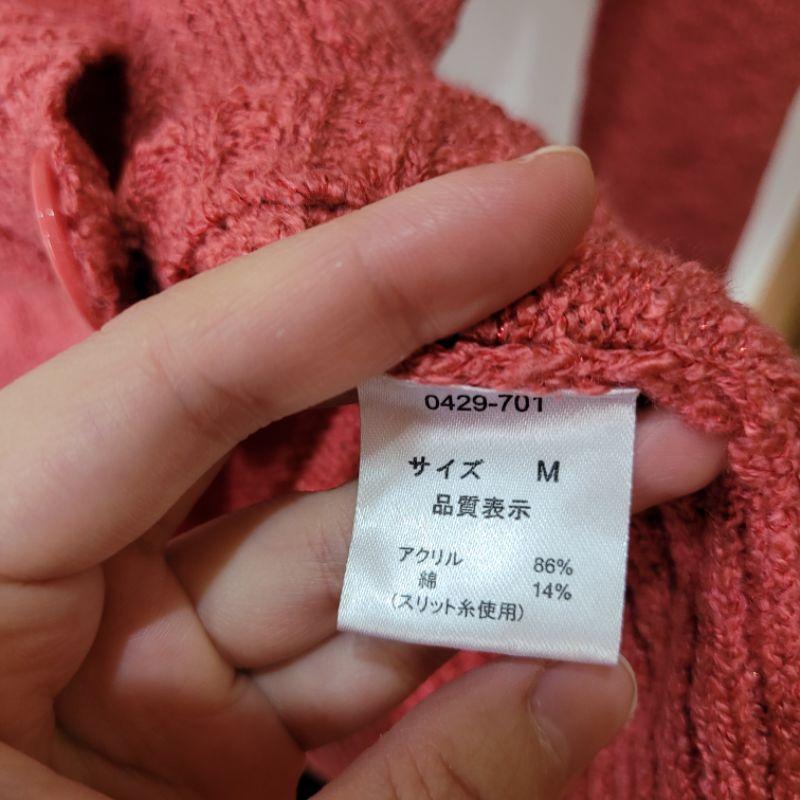 0429-701
サイズ M
品質表示
アクリル 86%
綿 14%
(スリット糸使用)